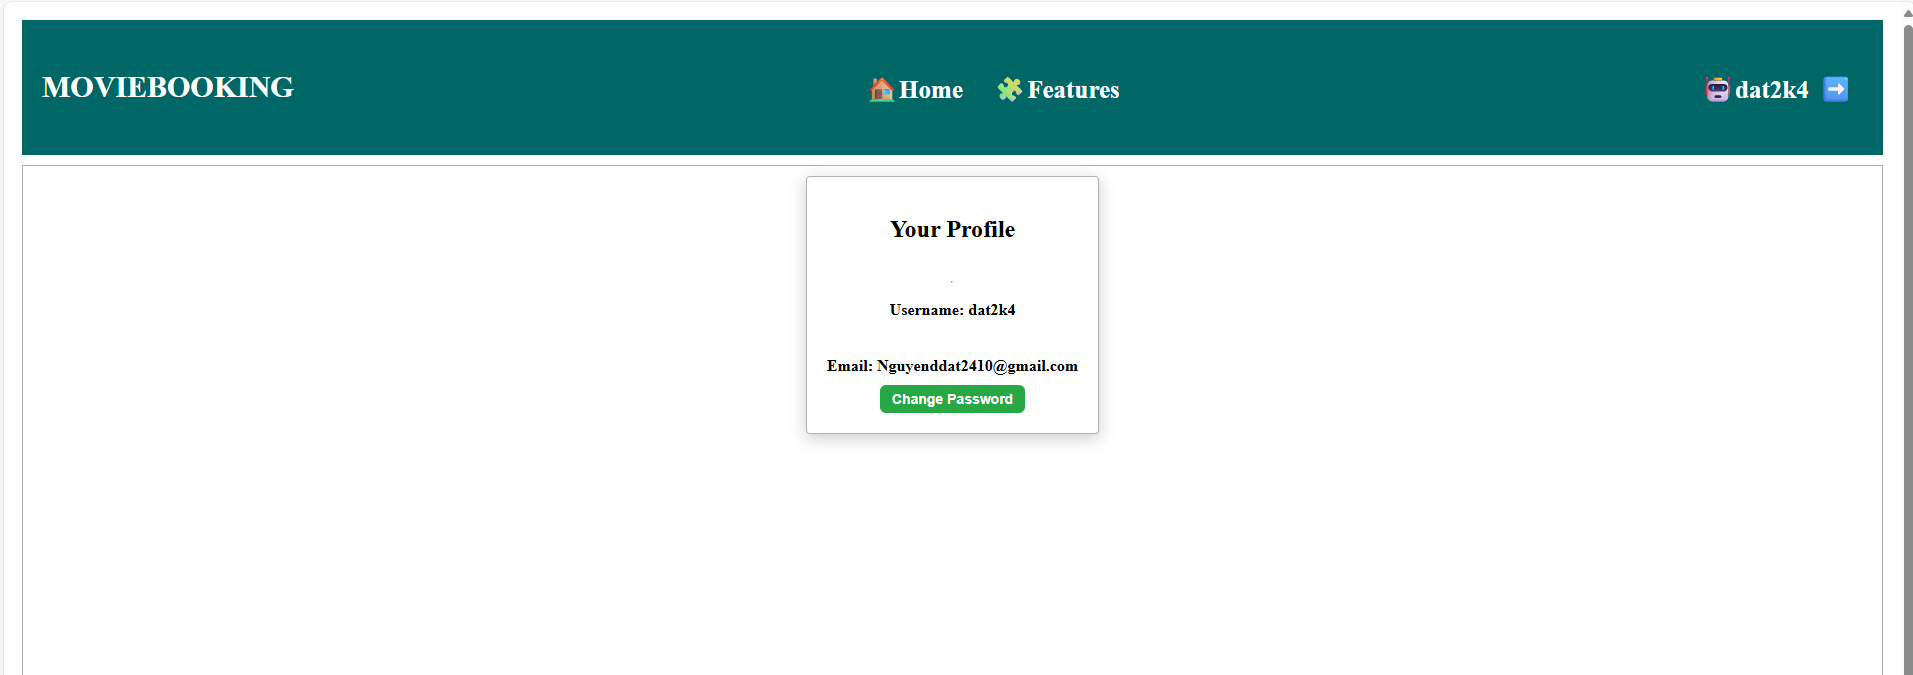 MOVIEBOOKING
🏠Home 🧩Features
dat2k4
Your Profile
Username: dat2k4
Email: Nguyenddat2410@gmail.com
Change Password